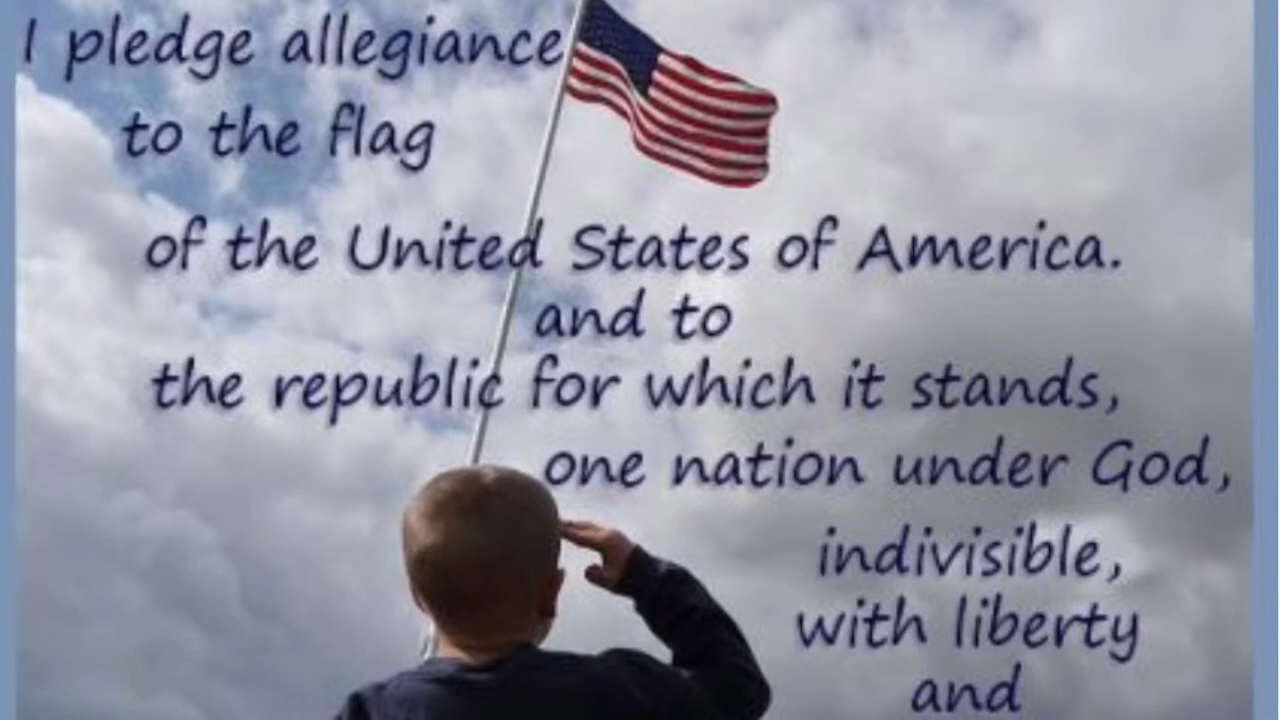 I pledge allegiance
to the flag
of the United States of America.
and to
the republic for which it stands,
one nation under God,
indivisible,
with liberty
and